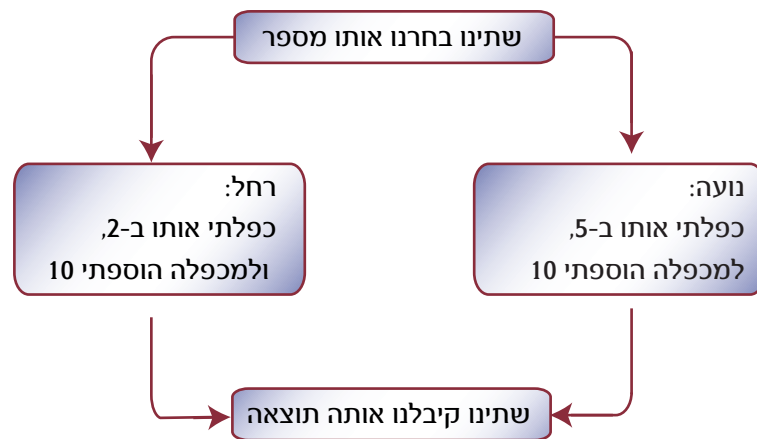 שתינו בחרנו אותו מספר
נועה:
כפלתי אותו ב-5,
למכפלה הוספתי 10
רחל:
כפלתי אותו ב-2,
ולמכפלה הוספתי 10
שתינו קיבלנו אותה תוצאה